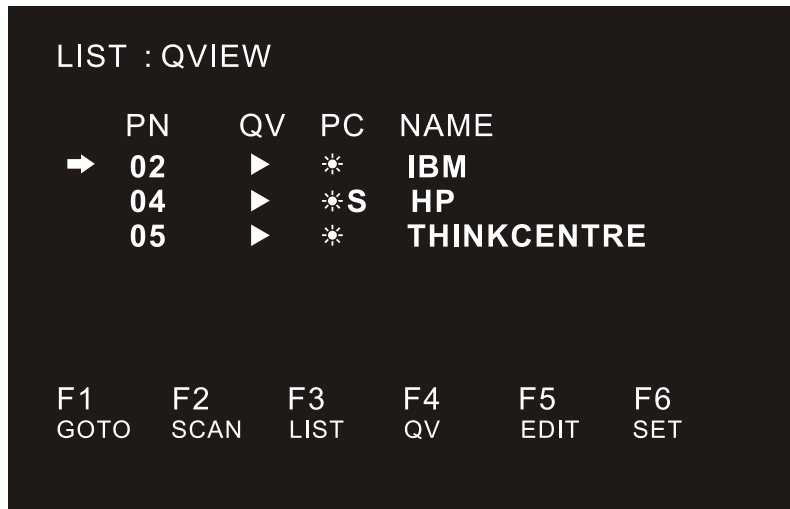 LIST : QVIEW
PN QV PC NAME
➡ 02 ▶ ☀ IBM
04 ▶ ☀S HP
05 ▶ ☀ THINKCENTRE
F1 F2 F3 F4 F5 F6
GOTO SCAN LIST QV EDIT SET